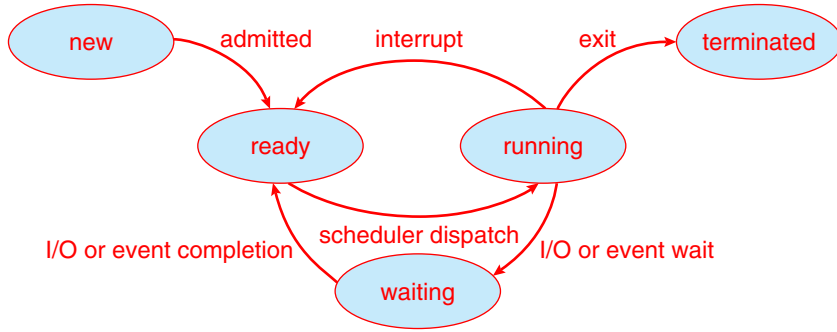 new
admitted
interrupt
exit
terminated
ready
running
I/O or event completion
scheduler dispatch
I/O or event wait
waiting